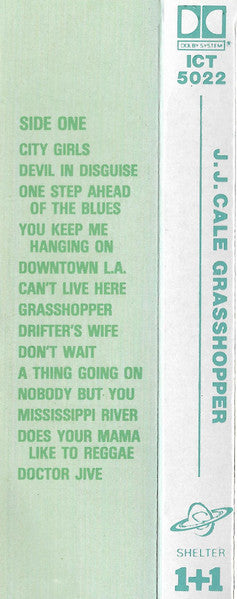 SIDE ONE
CITY GIRLS
DEVIL IN DISGUISE
ONE STEP AHEAD
OF THE BLUES
YOU KEEP ME
HANGING ON
DOWNTOWN L.A.
CAN'T LIVE HERE
GRASSHOPPER
DRIFTER'S WIFE
DON'T WAIT
A THING GOING ON
NOBODY BUT YOU
MISSISSIPPI RIVER
DOES YOUR MAMA
LIKE TO REGGAE
DOCTOR JIVE
DOLBY SYSTEM
ICT
5022
J.J. CALE GRASSHOPPER
SHELTER
1+1